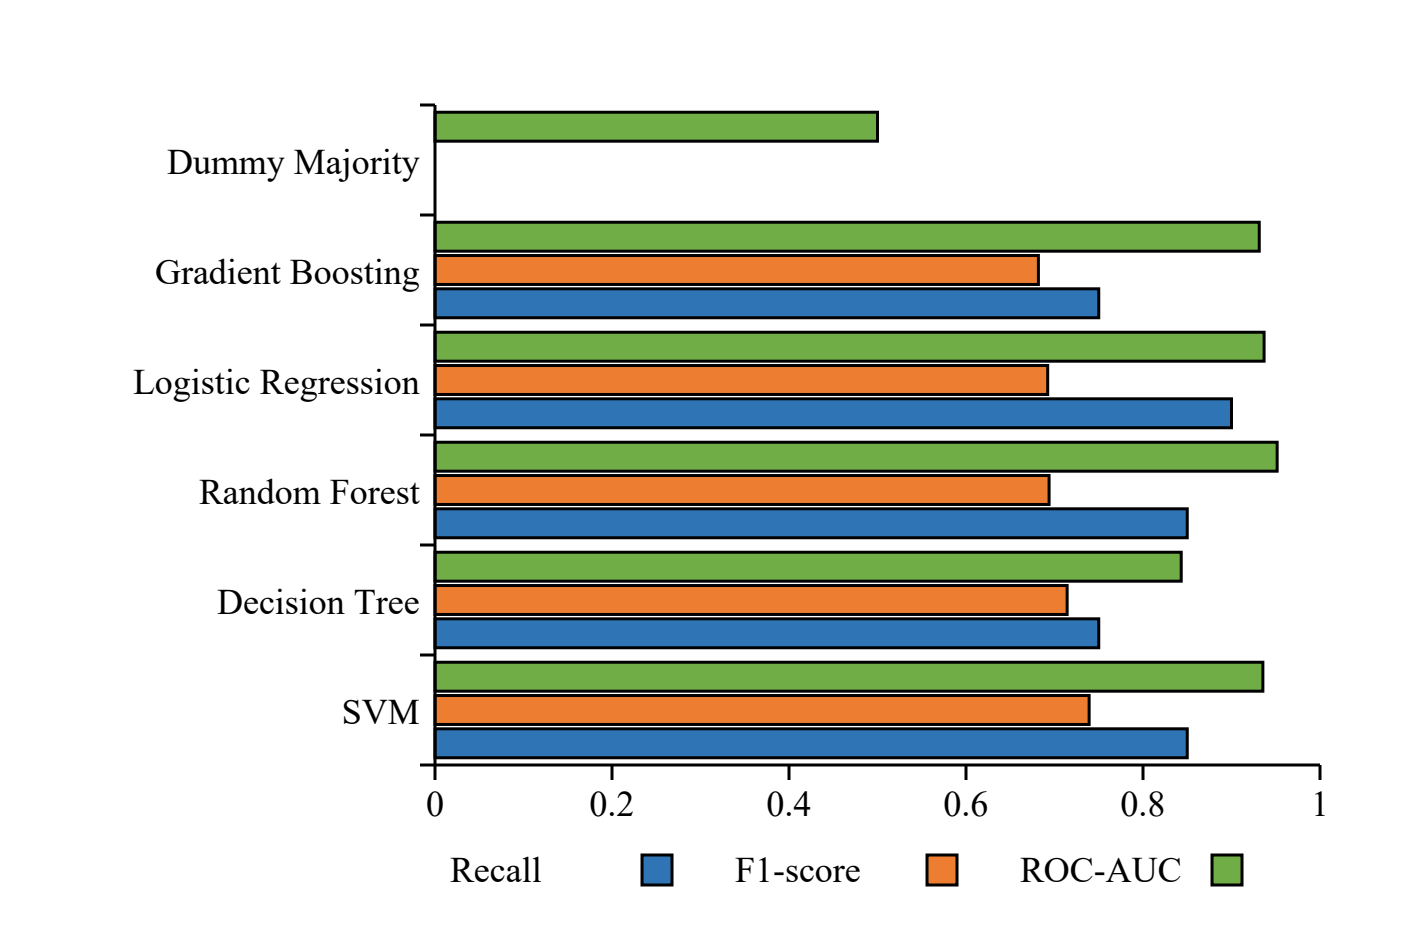 Dummy Majority
Gradient Boosting
Logistic Regression
Random Forest
Decision Tree
SVM
0 0.2 0.4 0.6 0.8 1
Recall F1-score ROC-AUC